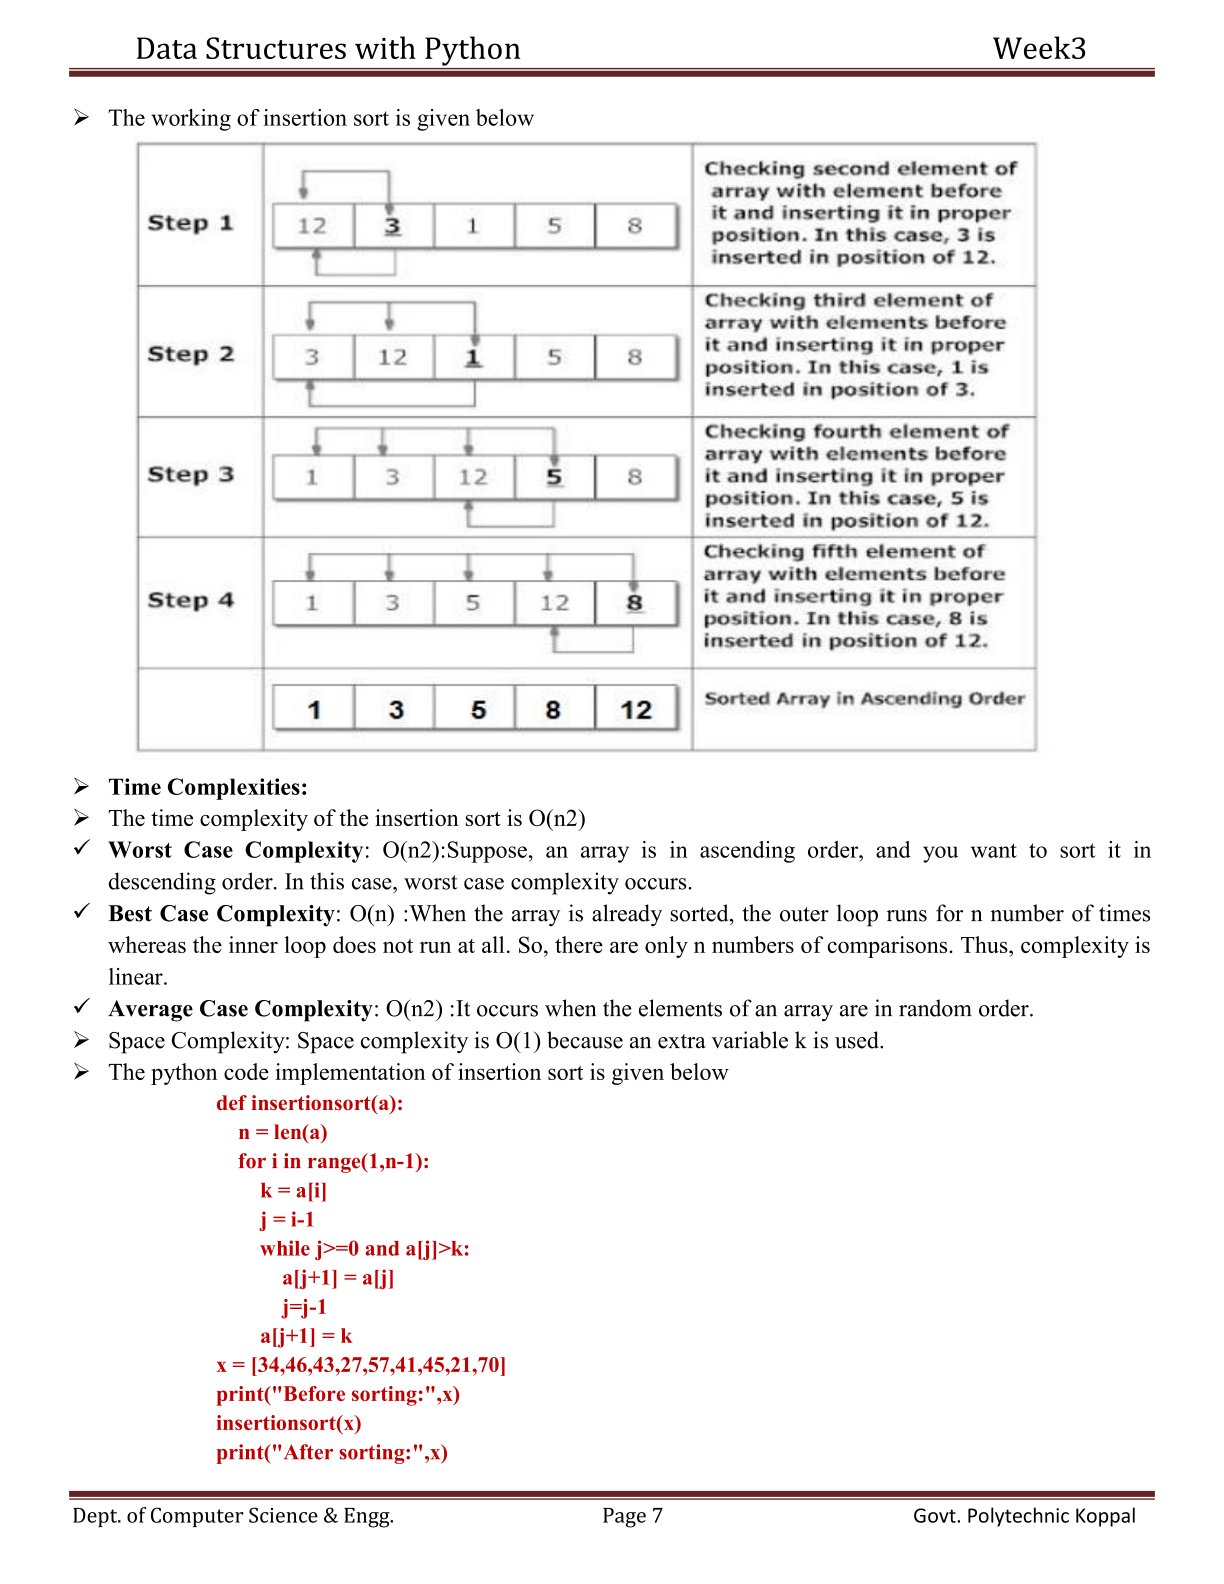 Data Structures with Python Week3
➢ The working of insertion sort is given below
Step 1
12 3 1 5 8
Checking second element of
array with element before
it and inserting it in proper
position. In this case, 3 is
inserted in position of 12.
Step 2
3 12 1 5 8
Checking third element of
array with elements before
it and inserting it in proper
position. In this case, 1 is
inserted in position of 3.
Step 3
1 3 12 5 8
Checking fourth element of
array with elements before
it and inserting it in proper
position. In this case, 5 is
inserted in position of 12.
Step 4
1 3 5 12 8
Checking fifth element of
array with elements before
it and inserting it in proper
position. In this case, 8 is
inserted in position of 12.
1 3 5 8 12
Sorted Array in Ascending Order
➢ Time Complexities:
➢ The time complexity of the insertion sort is O(n2)
✓ Worst Case Complexity: O(n2):Suppose, an array is in ascending order, and you want to sort it in
descending order. In this case, worst case complexity occurs.
✓ Best Case Complexity: O(n) :When the array is already sorted, the outer loop runs for n number of times
whereas the inner loop does not run at all. So, there are only n numbers of comparisons. Thus, complexity is
linear.
✓ Average Case Complexity: O(n2) :It occurs when the elements of an array are in random order.
➢ Space Complexity: Space complexity is O(1) because an extra variable k is used.
➢ The python code implementation of insertion sort is given below
def insertionsort(a):
n = len(a)
for i in range(1,n-1):
k = a[i]
j = i-1
while j>=0 and a[j]>k:
a[j+1] = a[j]
j=j-1
a[j+1] = k
x = [34,46,43,27,57,41,45,21,70]
print("Before sorting:",x)
insertionsort(x)
print("After sorting:",x)
Dept. of Computer Science & Engg. Page 7 Govt. Polytechnic Koppal